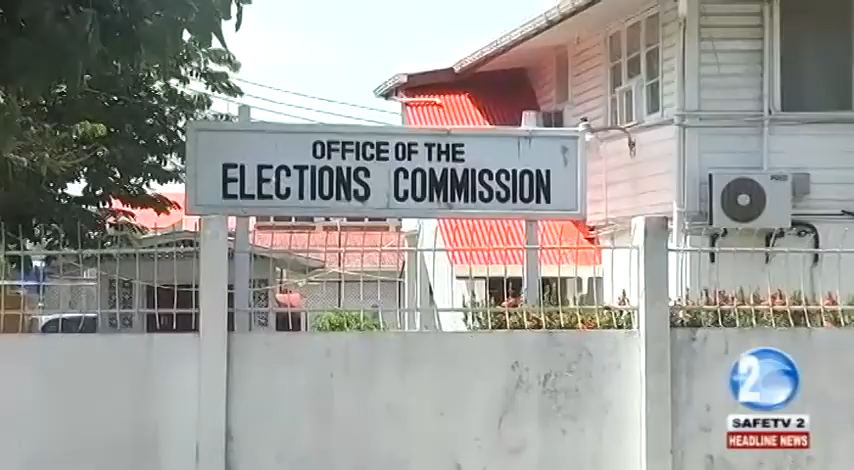 OFFICE OF THE
ELECTIONS COMMISSION
2
SAFETV 2
HEADLINE NEWS